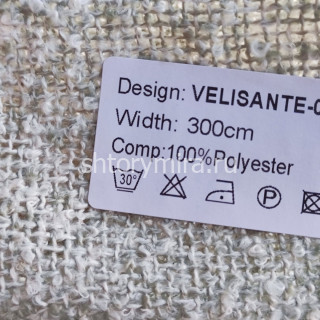 Design: VELISANTE-
Width: 300cm
Comp:100%Polyester
shtorymira.ru
30°
P